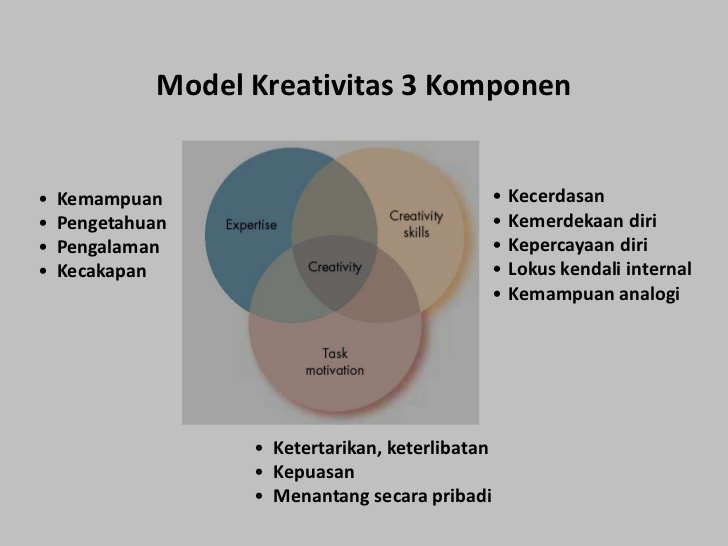 Model Kreativitas 3 Komponen
• Kemampuan
• Pengetahuan
• Pengalaman
• Kecakapan
Expertise
Creativity
skills
Creativity
Task
motivation
• Kecerdasan
• Kemerdekaan diri
• Kepercayaan diri
• Lokus kendali internal
• Kemampuan analogi
• Ketertarikan, keterlibatan
• Kepuasan
• Menantang secara pribadi